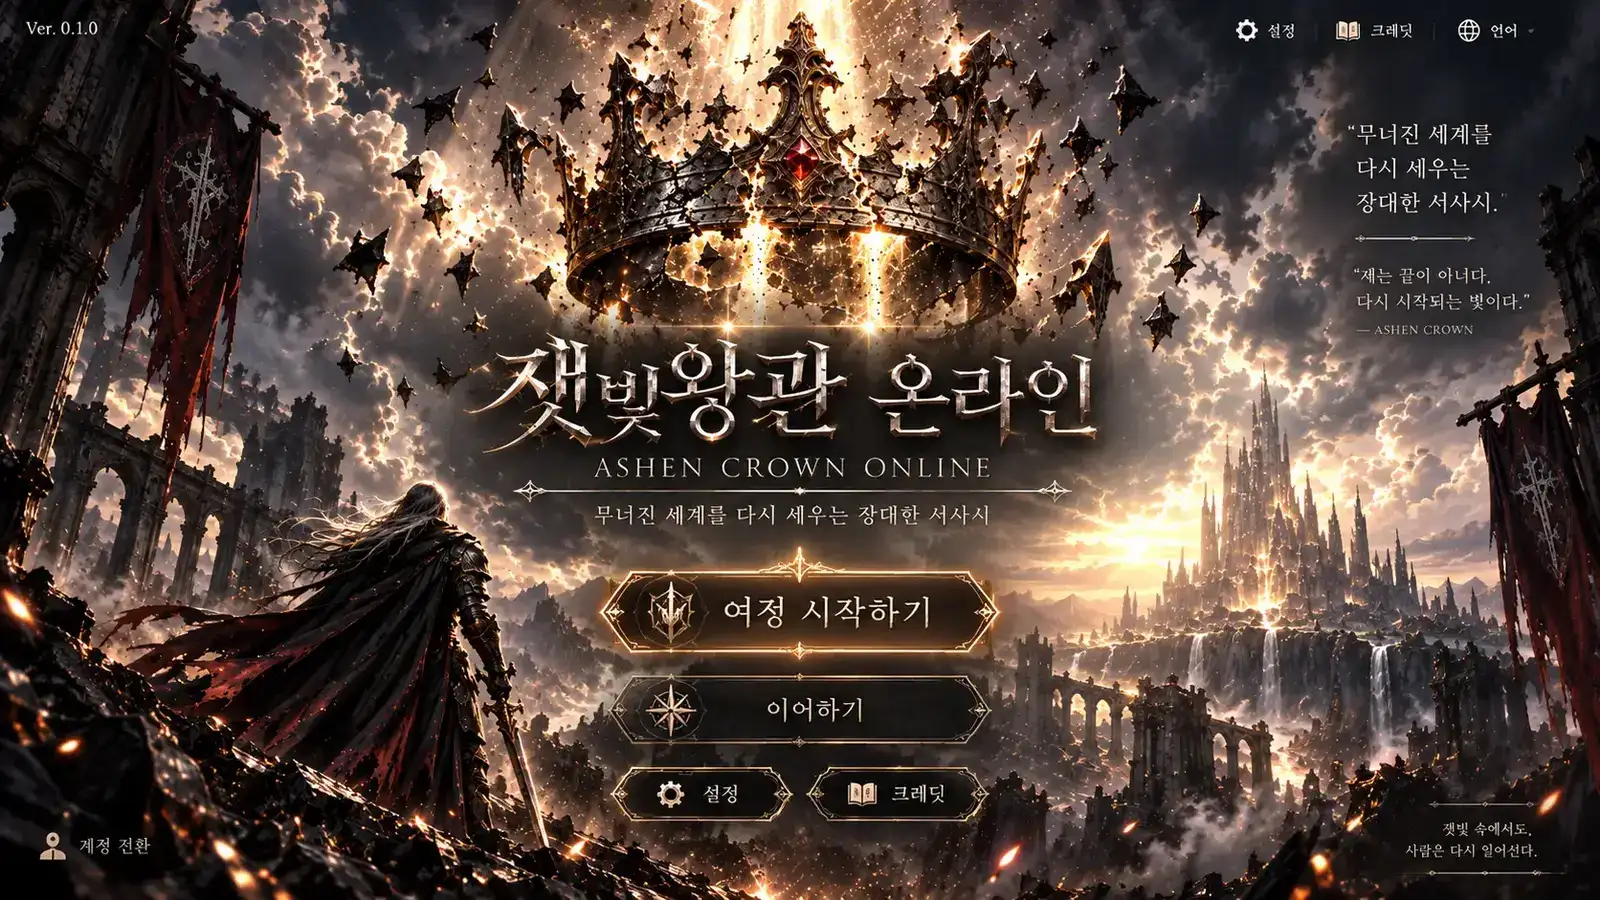 Ver. 0.1.0
설정
크레딧
언어
“무너진 세계를
다시 세우는
장대한 서사시.”
“재는 끝이 아녀다.
다시 시작되는 빛이다.”
— ASHEN CROWN
잿빛왕관 온라인
ASHEN CROWN ONLINE
무너진 세계를 다시 세우는 장대한 서사시
여정 시작하기
이어하기
설정
크레딧
계정 전환
잿빛 속에서도,
사람은 다시 일어선다.